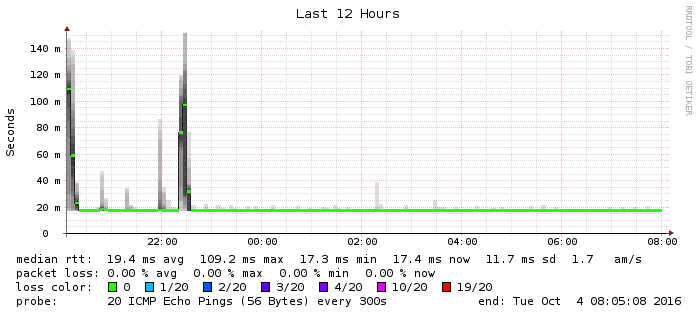 Last 12 Hours
RRDTOOL / TOBI OETIKER
Seconds
140 m
120 m
100 m
80 m
60 m
40 m
20 m
0
22:00 00:00 02:00 04:00 06:00 08:00
median rtt: 19.4 ms avg 109.2 ms max 17.3 ms min 17.4 ms now 11.7 ms sd 1.7 am/s
packet loss: 0.00 % avg 0.00 % max 0.00 % min 0.00 % now
loss color: 0 1/20 2/20 3/20 4/20 10/20 19/20
probe: 20 ICMP Echo Pings (56 Bytes) every 300s end: Tue Oct 4 08:05:08 2016